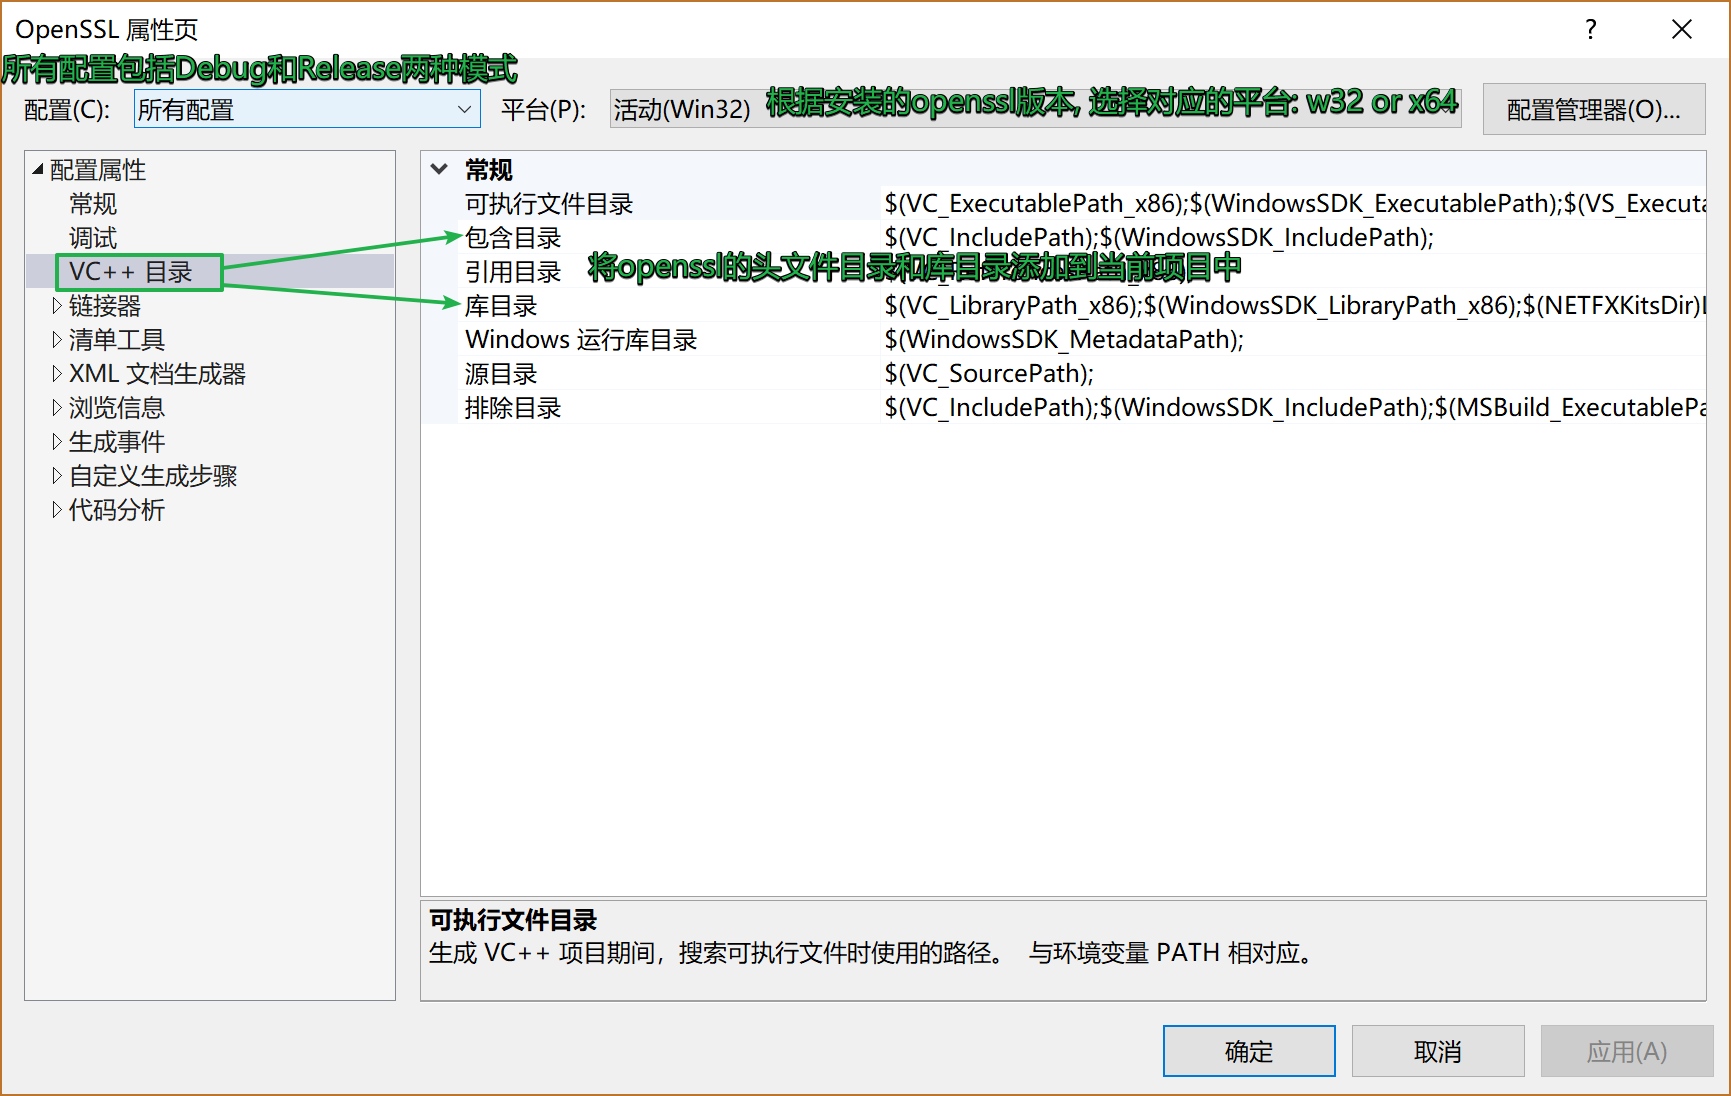 OpenSSL 属性页
所有配置包括Debug和Release两种模式
配置(C):
所有配置
平台(P):
活动(Win32)
根据安装的openssl版本, 选择对应的平台: w32 or x64
配置管理器(O)...
配置属性
常规
调试
VC++ 目录
链接器
清单工具
XML 文档生成器
浏览信息
生成事件
自定义生成步骤
代码分析
常规
可执行文件目录 $(VC_ExecutablePath_x86);$(WindowsSDK_ExecutablePath);$(VS_Executa
包含目录 $(VC_IncludePath);$(WindowsSDK_IncludePath);
引用目录
将openssl的头文件目录和库目录添加到当前项目中
库目录 $(VC_LibraryPath_x86);$(WindowsSDK_LibraryPath_x86);$(NETFXKitsDir)
Windows 运行库目录 $(WindowsSDK_MetadataPath);
源目录 $(VC_SourcePath);
排除目录 $(VC_IncludePath);$(WindowsSDK_IncludePath);$(MSBuild_ExecutablePa
可执行文件目录
生成 VC++ 项目期间，搜索可执行文件时使用的路径。 与环境变量 PATH 相对应。
确定
取消
应用(A)